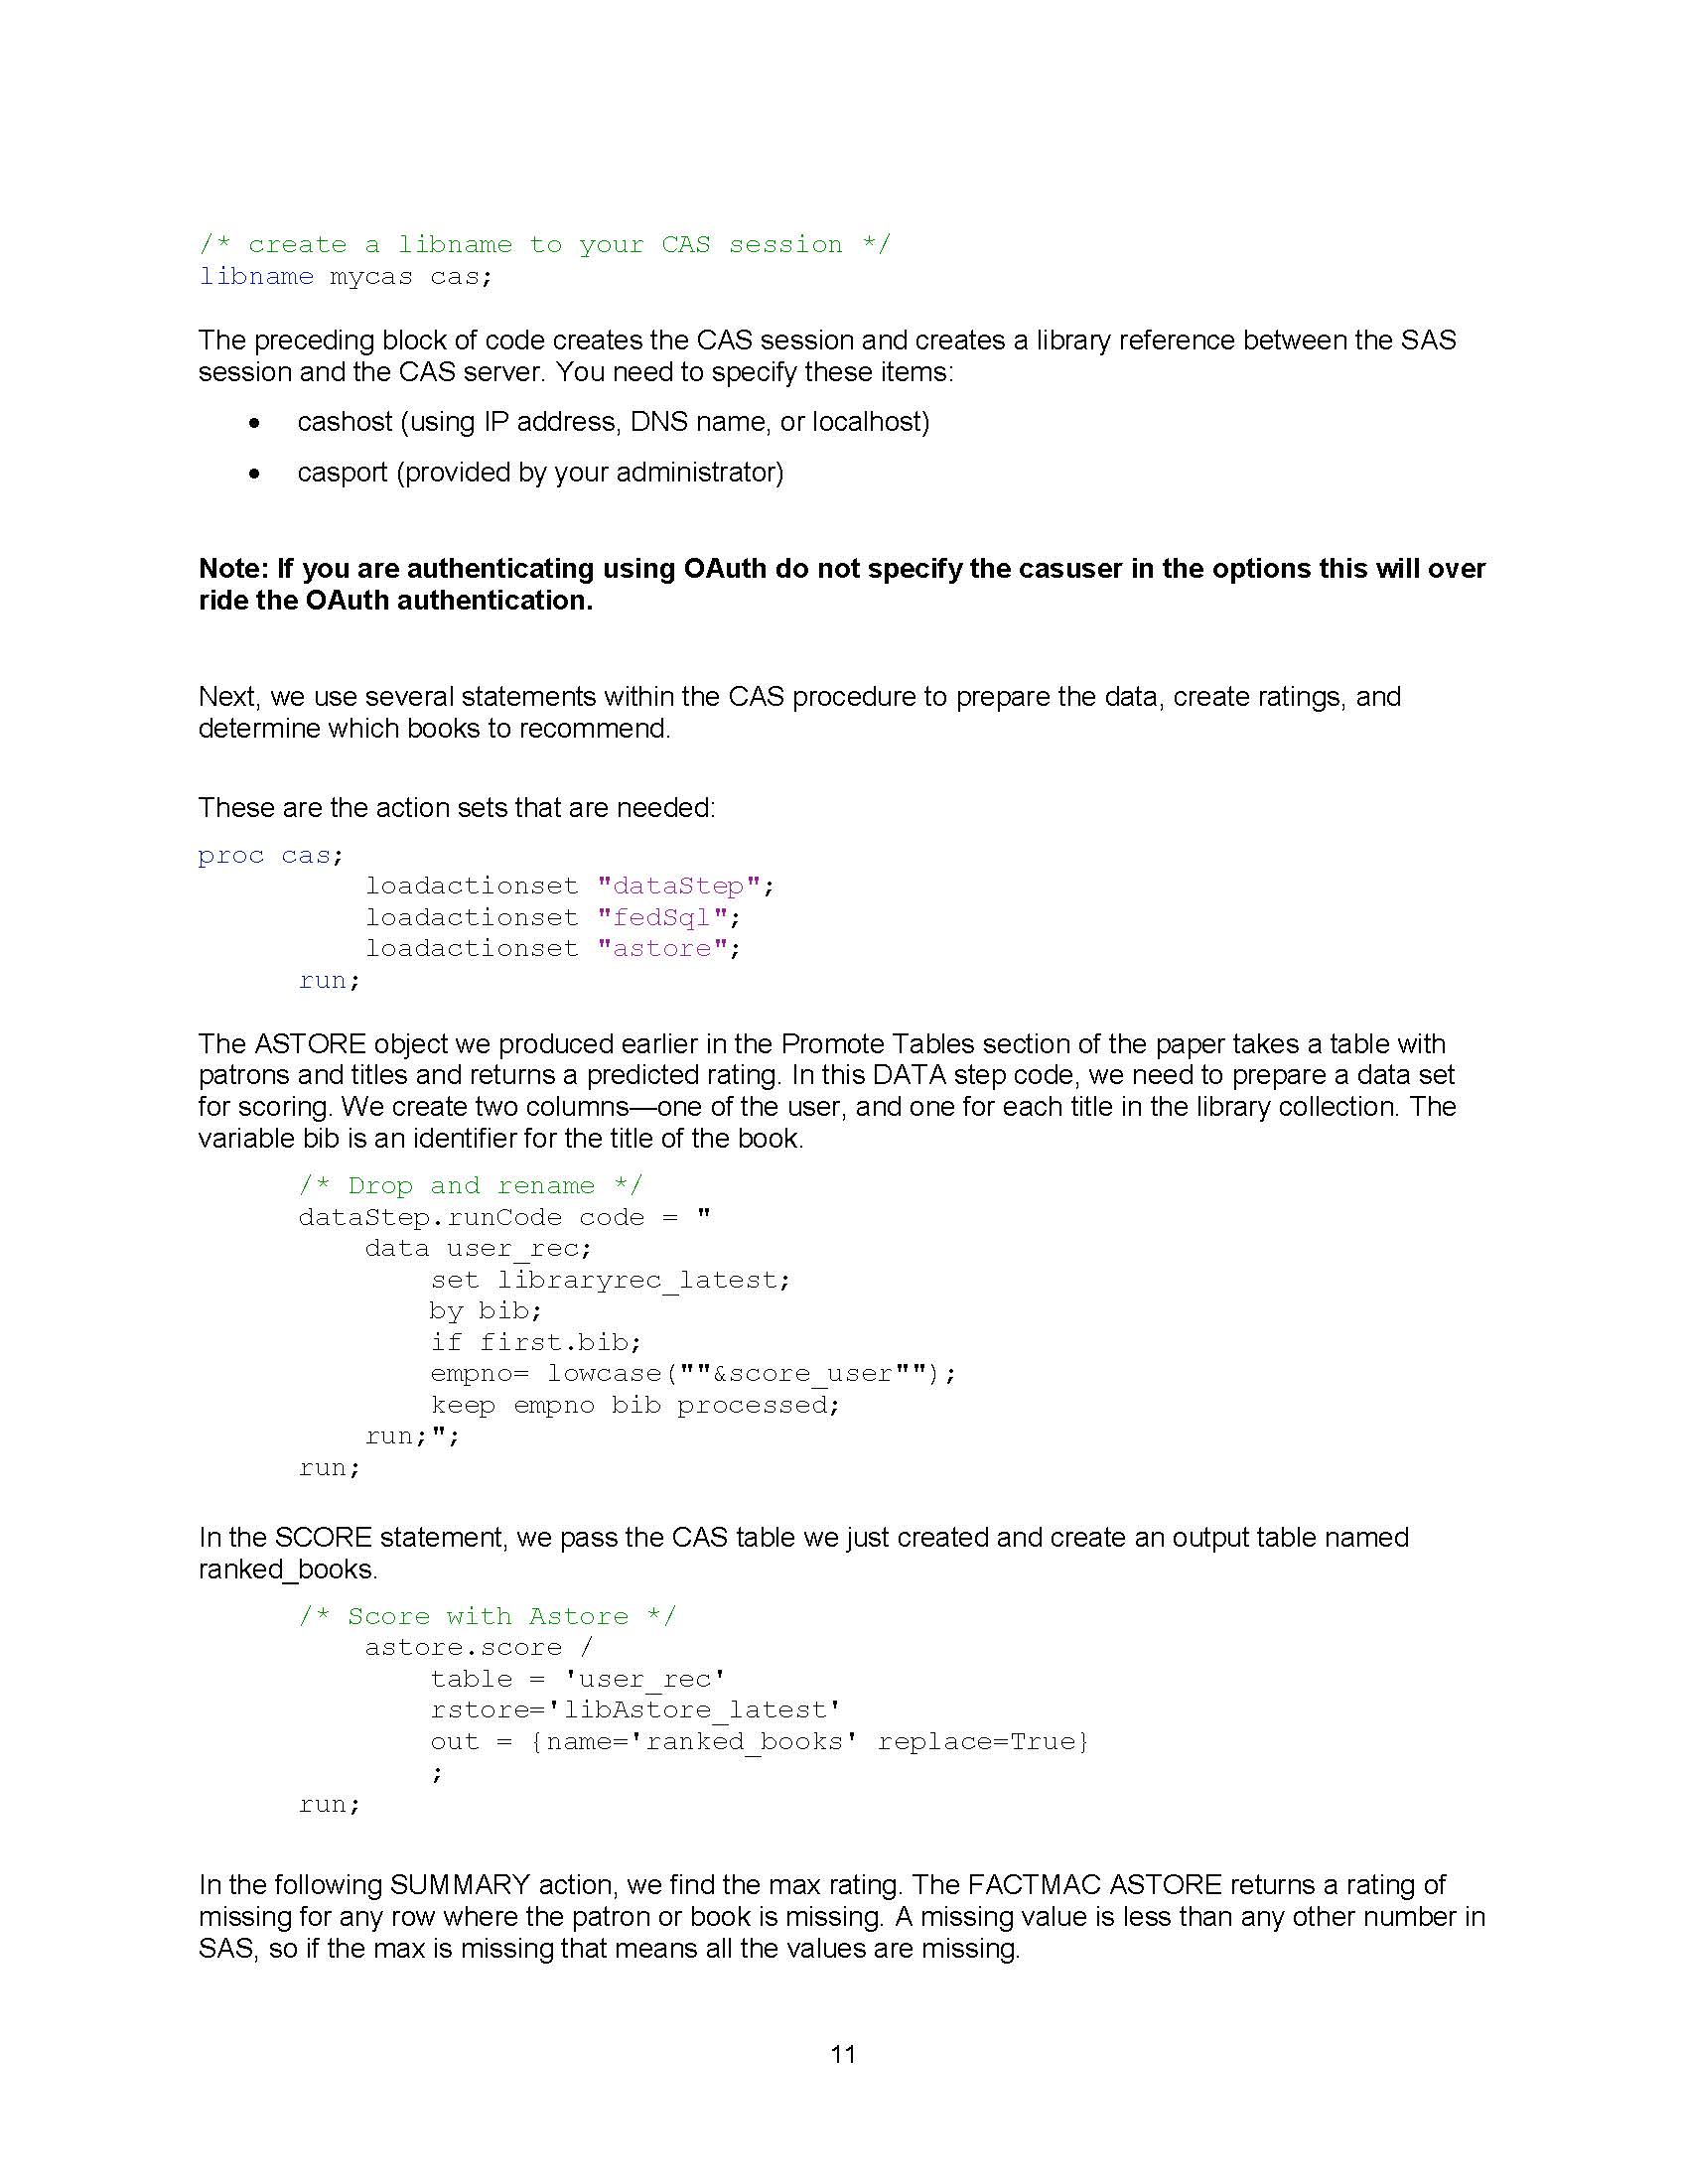 /* create a libname to your CAS session */
libname mycas cas;
The preceding block of code creates the CAS session and creates a library reference between the SAS
session and the CAS server. You need to specify these items:
• cashost (using IP address, DNS name, or localhost)
• casport (provided by your administrator)
Note: If you are authenticating using OAuth do not specify the casuser in the options this will over
ride the OAuth authentication.
Next, we use several statements within the CAS procedure to prepare the data, create ratings, and
determine which books to recommend.
These are the action sets that are needed:
proc cas;
loadactionset "dataStep";
loadactionset "fedSql";
loadactionset "astore";
run;
The ASTORE object we produced earlier in the Promote Tables section of the paper takes a table with
patrons and titles and returns a predicted rating. In this DATA step code, we need to prepare a data set
for scoring. We create two columns—one of the user, and one for each title in the library collection. The
variable bib is an identifier for the title of the book.
/* Drop and rename */
dataStep.runCode code = "
data user_rec;
set libraryrec_latest;
by bib;
if first.bib;
empno= lowcase(""&score_user"");
keep empno bib processed;
run;";
run;
In the SCORE statement, we pass the CAS table we just created and create an output table named
ranked_books.
/* Score with Astore */
astore.score /
table = 'user_rec'
rstore='libAstore_latest'
out = {name='ranked_books' replace=True}
;
run;
In the following SUMMARY action, we find the max rating. The FACTMAC ASTORE returns a rating of
missing for any row where the patron or book is missing. A missing value is less than any other number in
SAS, so if the max is missing that means all the values are missing.
11